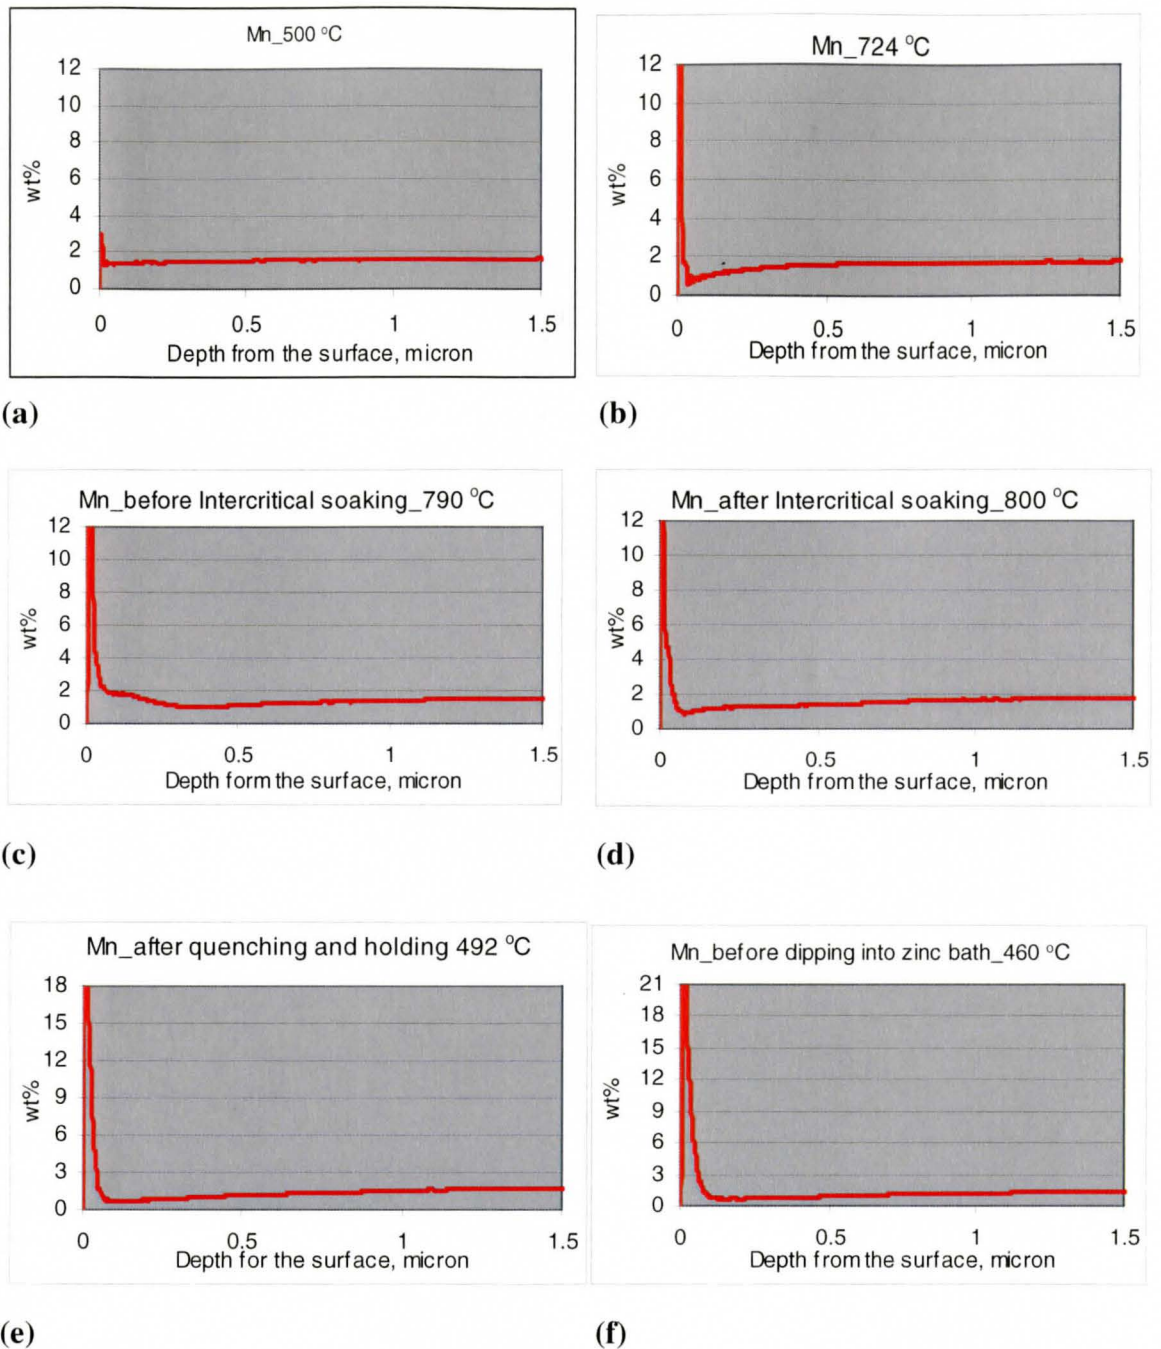 Mn_500 °C
12
10
8
6
4
2
0
wt%
0 0.5 1 1.5
Depth from the surface, micron
(a)
Mn_724 °C
12
10
8
6
4
2
0
wt%
0 0.5 1 1.5
Depth from the surface, micron
(b)
Mn_before Intercritical soaking_790 °C
12
10
8
6
4
2
0
wt%
0 0.5 1 1.5
Depth form the surface, micron
(c)
Mn_after Intercritical soaking_800 °C
12
10
8
6
4
2
0
wt%
0 0.5 1 1.5
Depth from the surface, micron
(d)
Mn_after quenching and holding 492 °C
18
15
12
9
6
3
0
wt%
0 0.5 1 1.5
Depth for the surface, micron
(e)
Mn_before dipping into zinc bath_460 °C
21
18
15
12
9
6
3
0
wt%
0 0.5 1 1.5
Depth from the surface, micron
(f)